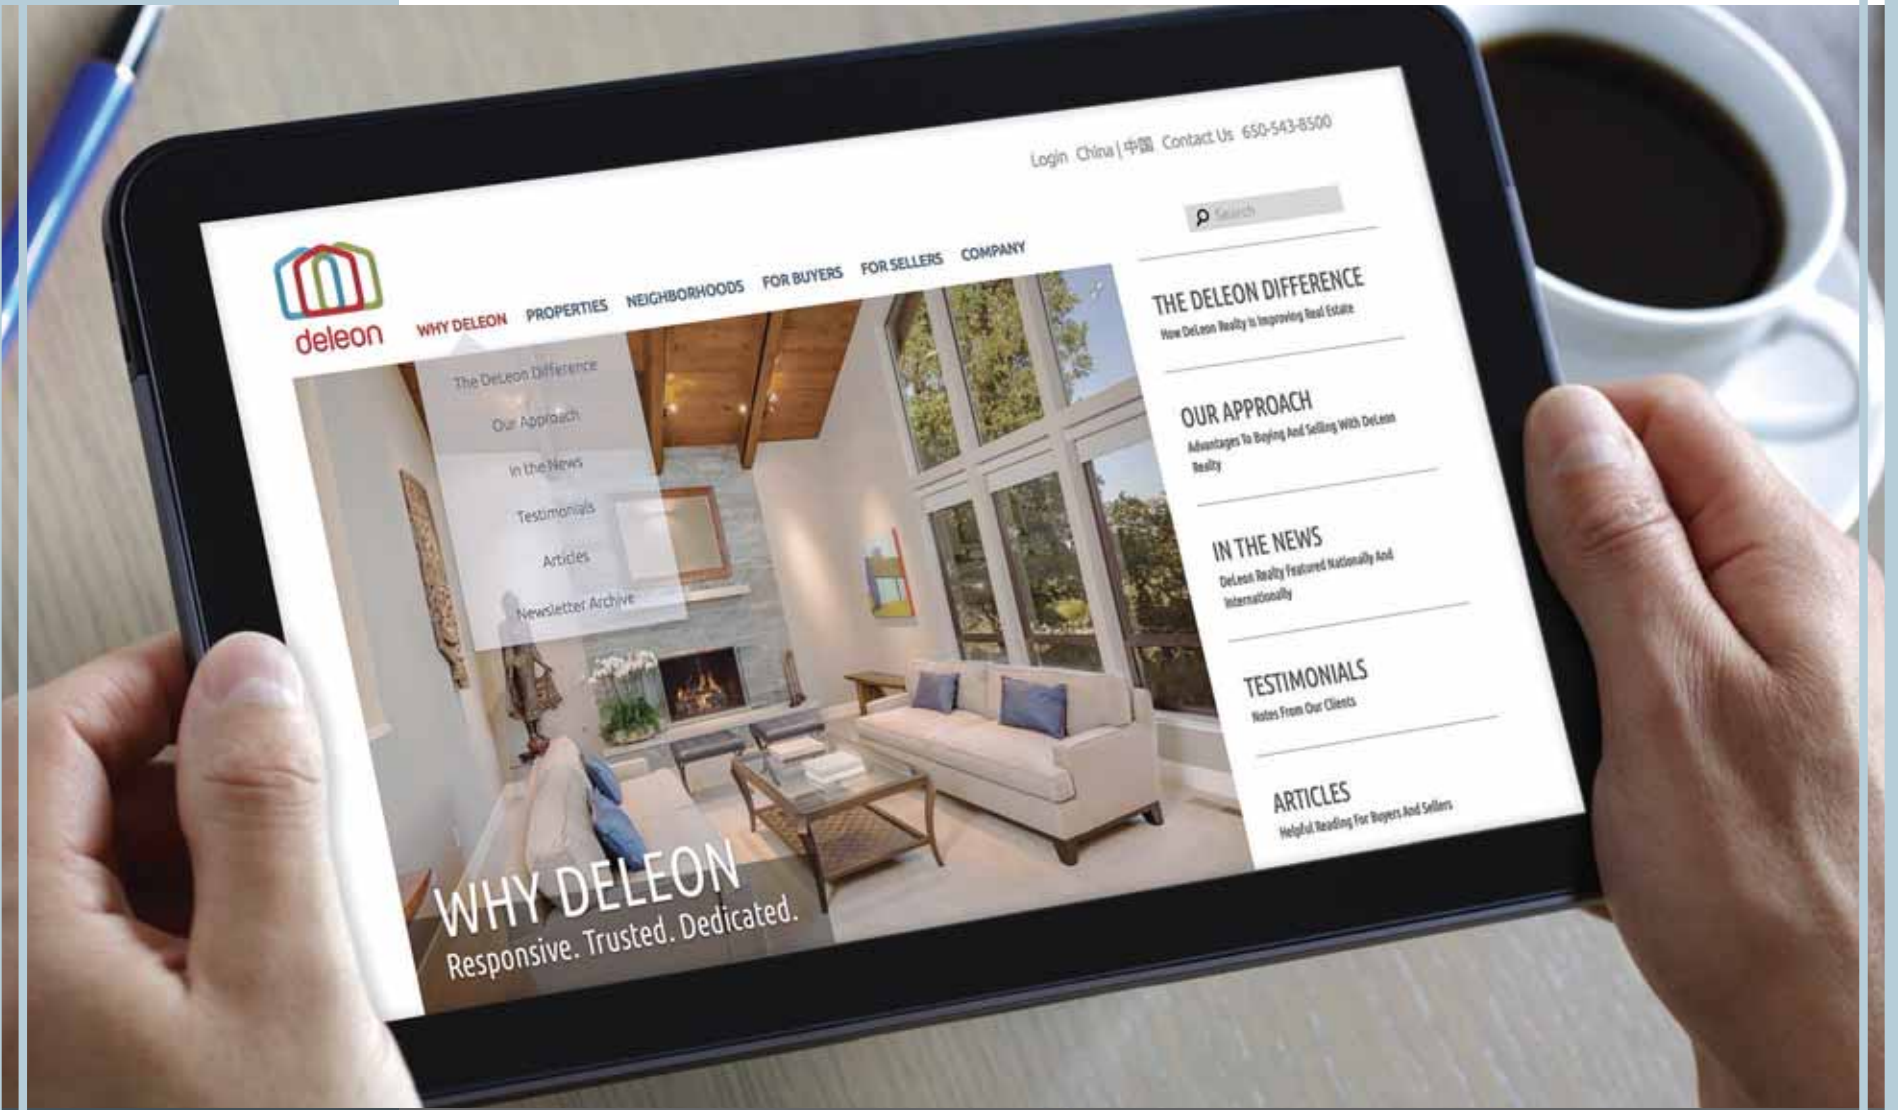 Login China | 中国 Contact Us 650-543-8500
Search
deleon
WHY DELEON PROPERTIES NEIGHBORHOODS FOR BUYERS FOR SELLERS COMPANY
The DeLeon Difference
Our Approach
In the News
Testimonials
Articles
Newsletter Archive
WHY DELEON
Responsive. Trusted. Dedicated.
THE DELEON DIFFERENCE
How DeLeon Realty Is Improving Real Estate
OUR APPROACH
Advantages To Buying And Selling With DeLeon
Realty
IN THE NEWS
DeLeon Realty Featured Nationally And
Internationally
TESTIMONIALS
Notes From Our Clients
ARTICLES
Helpful Reading For Buyers And Sellers